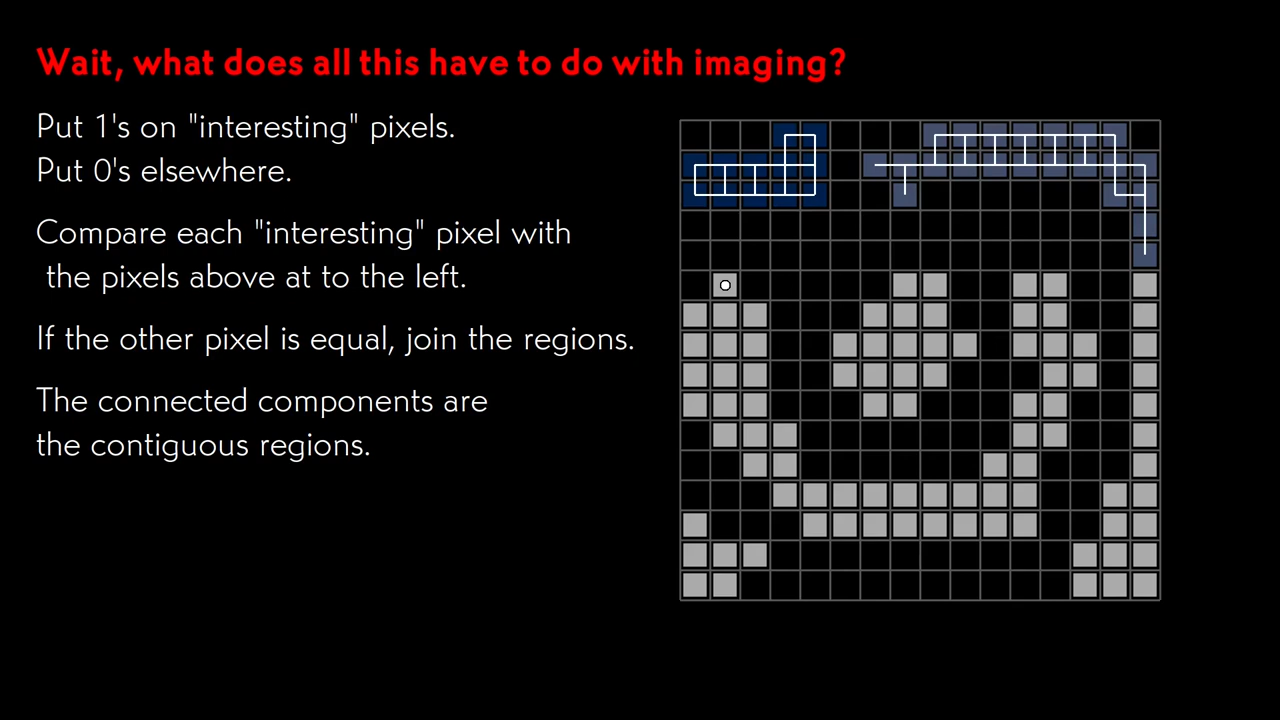 Wait, what does all this have to do with imaging?
Put 1's on "interesting" pixels.
Put 0's elsewhere.
Compare each "interesting" pixel with
the pixels above at to the left.
If the other pixel is equal, join the regions.
The connected components are
the contiguous regions.